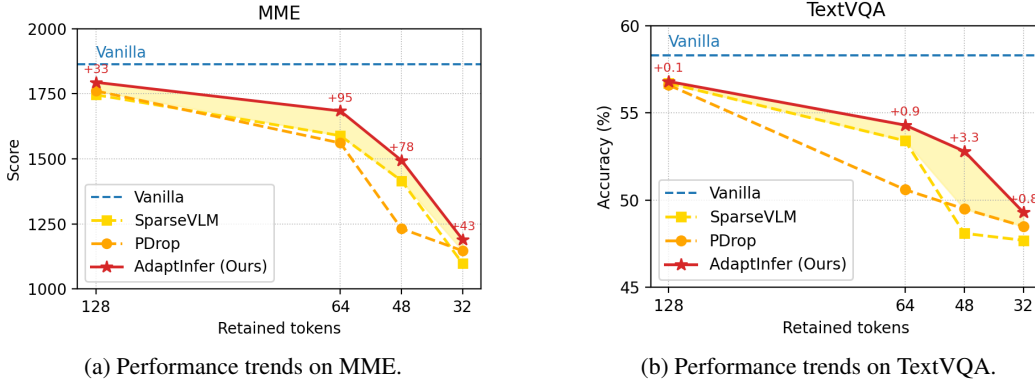 MME
2000
1750
1500
1250
1000
Score
Vanilla
+33
+95
+78
+43
Vanilla
SparseVLM
PDrop
AdaptInfer (Ours)
128
64
48
32
Retained tokens
(a) Performance trends on MME.
TextVQA
60
55
50
45
Accuracy (%)
Vanilla
+0.1
+0.9
+3.3
+0.8
Vanilla
SparseVLM
PDrop
AdaptInfer (Ours)
128
64
48
32
Retained tokens
(b) Performance trends on TextVQA.